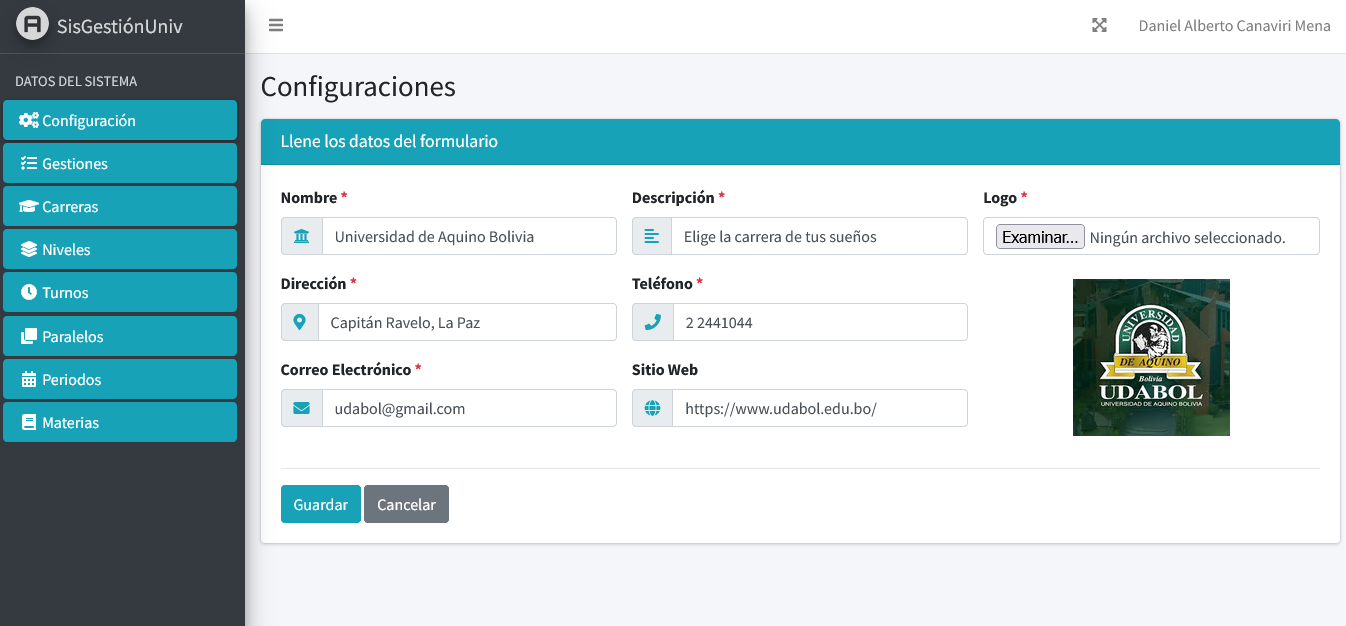 SisGestiónUniv
Daniel Alberto Canaviri Mena
DATOS DEL SISTEMA
Configuración
Gestiones
Carreras
Niveles
Turnos
Paralelos
Periodos
Materias
Configuraciones
Llene los datos del formulario
Nombre *
Universidad de Aquino Bolivia
Descripción *
Elige la carrera de tus sueños
Logo *
Examinar... Ningún archivo seleccionado.
Dirección *
Capitán Ravelo, La Paz
Teléfono *
2 2441044
Correo Electrónico *
udabol@gmail.com
Sitio Web
https://www.udabol.edu.bo/
UNIVERSIDAD
DE AQUINO
Bolivia
UDABOL
UNIVERSIDAD DE AQUINO BOLIVIA
Guardar
Cancelar